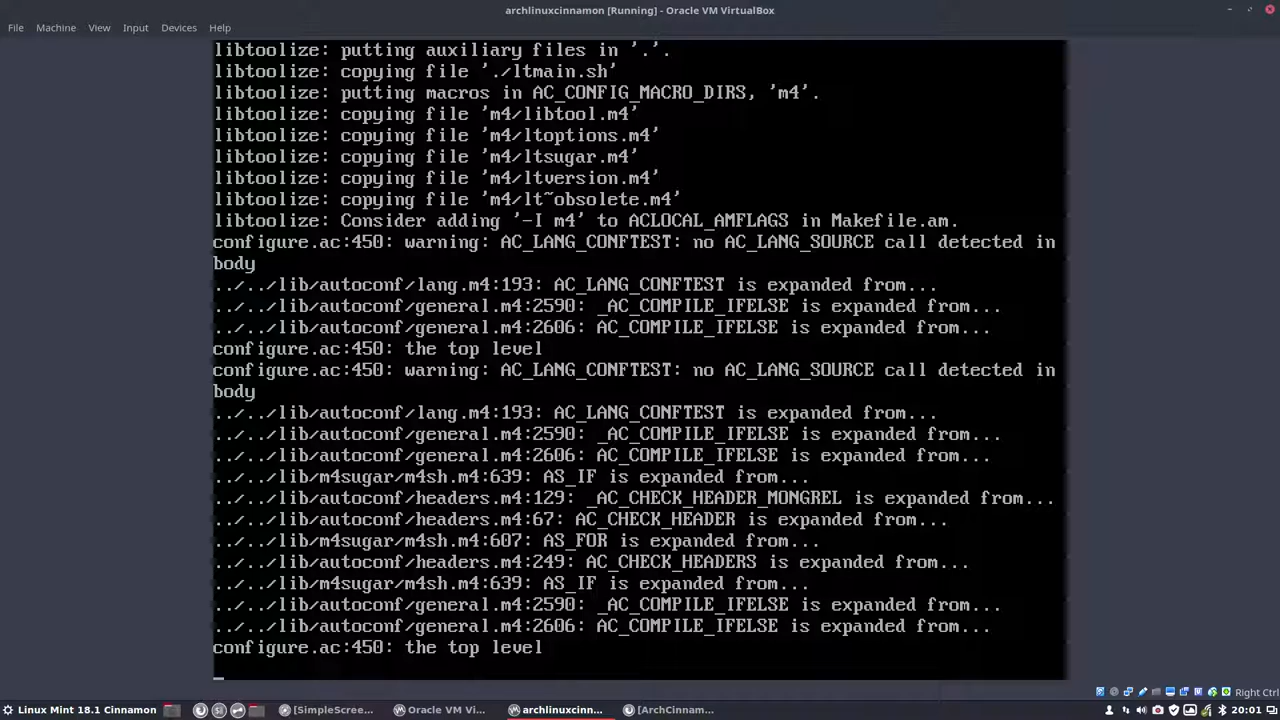 archlinuxcinnamon [Running] - Oracle VM VirtualBox
File Machine View Input Devices Help
libtoolize: putting auxiliary files in '.'.
libtoolize: copying file './ltmain.sh'
libtoolize: putting macros in AC_CONFIG_MACRO_DIRS, 'm4'.
libtoolize: copying file 'm4/libtool.m4'
libtoolize: copying file 'm4/ltoptions.m4'
libtoolize: copying file 'm4/ltsugar.m4'
libtoolize: copying file 'm4/ltversion.m4'
libtoolize: copying file 'm4/lt~obsolete.m4'
libtoolize: Consider adding '-I m4' to ACLOCAL_AMFLAGS in Makefile.am.
configure.ac:450: warning: AC_LANG_CONFTEST: no AC_LANG_SOURCE call detected in
body
../../lib/autoconf/lang.m4:193: AC_LANG_CONFTEST is expanded from...
../../lib/autoconf/general.m4:2590: _AC_COMPILE_IFELSE is expanded from...
../../lib/autoconf/general.m4:2606: AC_COMPILE_IFELSE is expanded from...
configure.ac:450: the top level
configure.ac:450: warning: AC_LANG_CONFTEST: no AC_LANG_SOURCE call detected in
body
../../lib/autoconf/lang.m4:193: AC_LANG_CONFTEST is expanded from...
../../lib/autoconf/general.m4:2590: _AC_COMPILE_IFELSE is expanded from...
../../lib/autoconf/general.m4:2606: AC_COMPILE_IFELSE is expanded from...
../../lib/m4sugar/m4sh.m4:639: AS_IF is expanded from...
../../lib/autoconf/headers.m4:129: _AC_CHECK_HEADER_MONGREL is expanded from...
../../lib/autoconf/headers.m4:67: AC_CHECK_HEADER is expanded from...
../../lib/m4sugar/m4sh.m4:607: AS_FOR is expanded from...
../../lib/autoconf/headers.m4:249: AC_CHECK_HEADERS is expanded from...
../../lib/m4sugar/m4sh.m4:639: AS_IF is expanded from...
../../lib/autoconf/general.m4:2590: _AC_COMPILE_IFELSE is expanded from...
../../lib/autoconf/general.m4:2606: AC_COMPILE_IFELSE is expanded from...
configure.ac:450: the top level
Right Ctrl
Linux Mint 18.1 Cinnamon [SimpleScree... Oracle VM Vi... archlinuxcinn... [ArchCinnam... 20:01